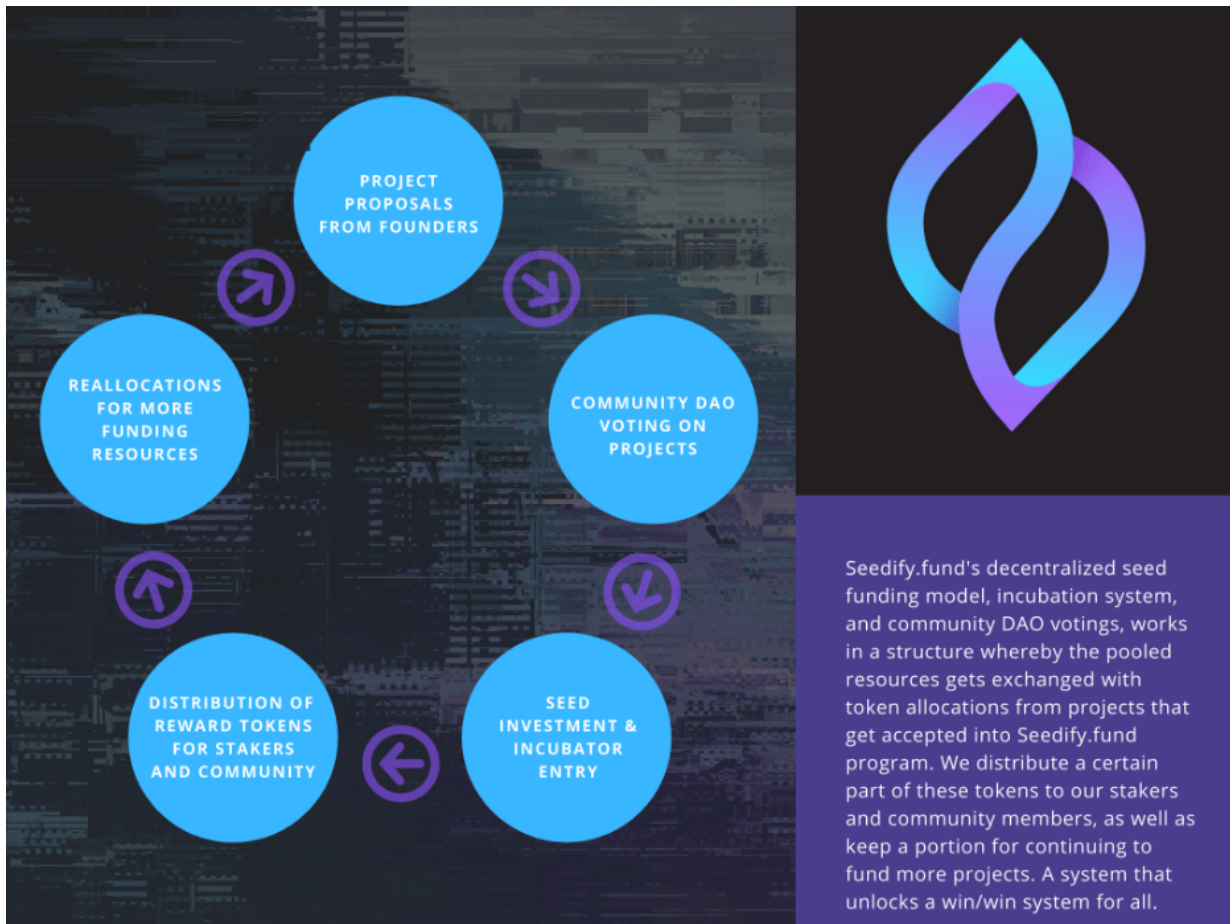 PROJECT
PROPOSALS
FROM FOUNDERS
COMMUNITY DAO
VOTING ON
PROJECTS
SEED
INVESTMENT &
INCUBATOR
ENTRY
DISTRIBUTION OF
REWARD TOKENS
FOR STAKERS
AND COMMUNITY
REALLOCATIONS
FOR MORE
FUNDING
RESOURCES
Seedify.fund's decentralized seed
funding model, incubation system,
and community DAO votings, works
in a structure whereby the pooled
resources gets exchanged with
token allocations from projects that
get accepted into Seedify.fund
program. We distribute a certain
part of these tokens to our stakers
and community members, as well as
keep a portion for continuing to
fund more projects. A system that
unlocks a win/win system for all.